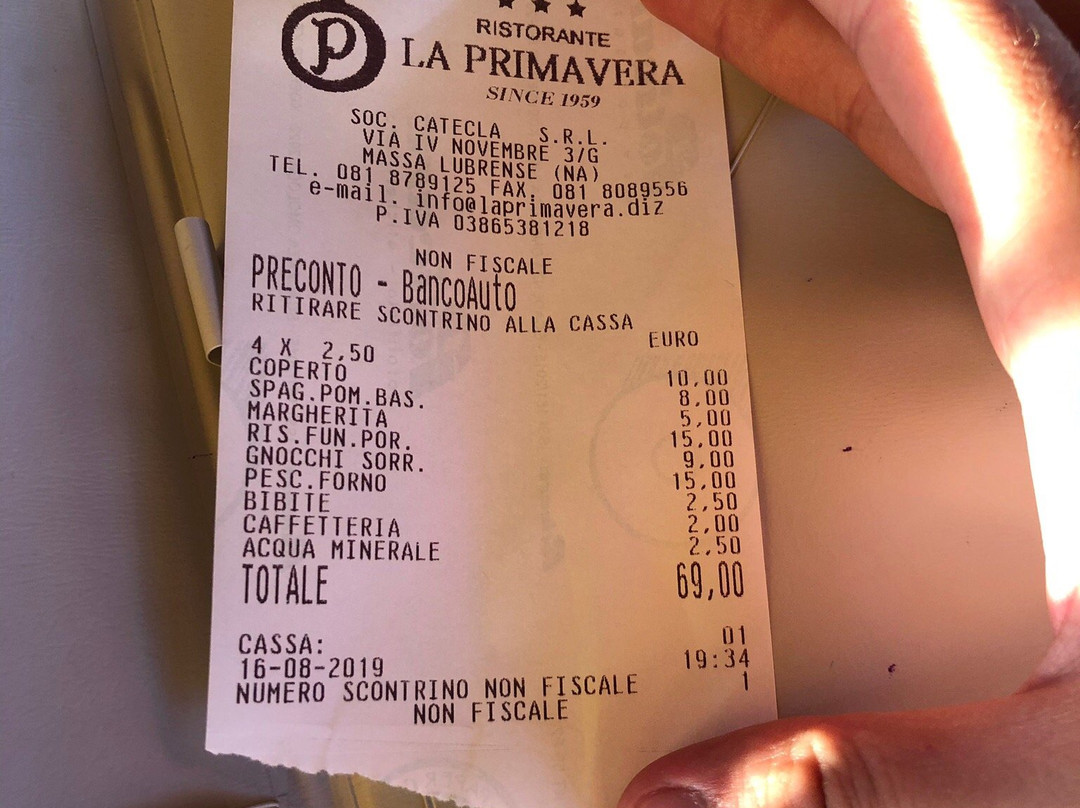 P
RISTORANTE
LA PRIMAVERA
SINCE 1959
SOC. CATECLA S.R.L.
VIA IV NOVEMBRE 3/G
MASSA LUBRENSE (NA)
TEL. 081 8789125 FAX. 081 8089556
e-mail. info@laprimavera.diz
P.IVA 03865381218
NON FISCALE
PRECONTO - BancoAuto
RITIRARE SCONTRINO ALLA CASSA
EURO
4 X 2,50
COPERTO 10,00
SPAG.POM.BAS. 8,00
MARGHERITA 5,00
RIS.FUN.POR. 15,00
GNOCCHI SORR. 9,00
PESC.FORNO 15,00
BIBITE 2,50
CAFFETTERIA 2,00
ACQUA MINERALE 2,50
TOTALE 69,00
CASSA: 01
16-08-2019 19:34
NUMERO SCONTRINO NON FISCALE 1
NON FISCALE